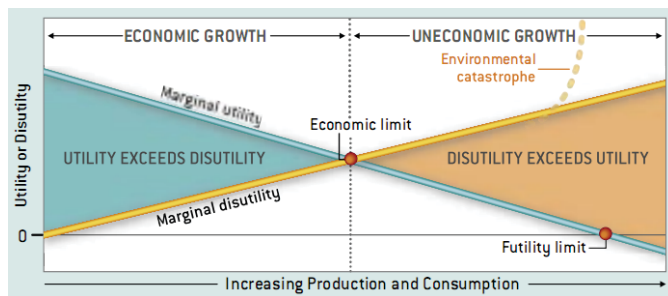 ECONOMIC GROWTH
UNECONOMIC GROWTH
Environmental
catastrophe
Marginal utility
Economic limit
UTILITY EXCEEDS DISUTILITY
DISUTILITY EXCEEDS UTILITY
Marginal disutility
Utility or Disutility
0
Futility limit
Increasing Production and Consumption